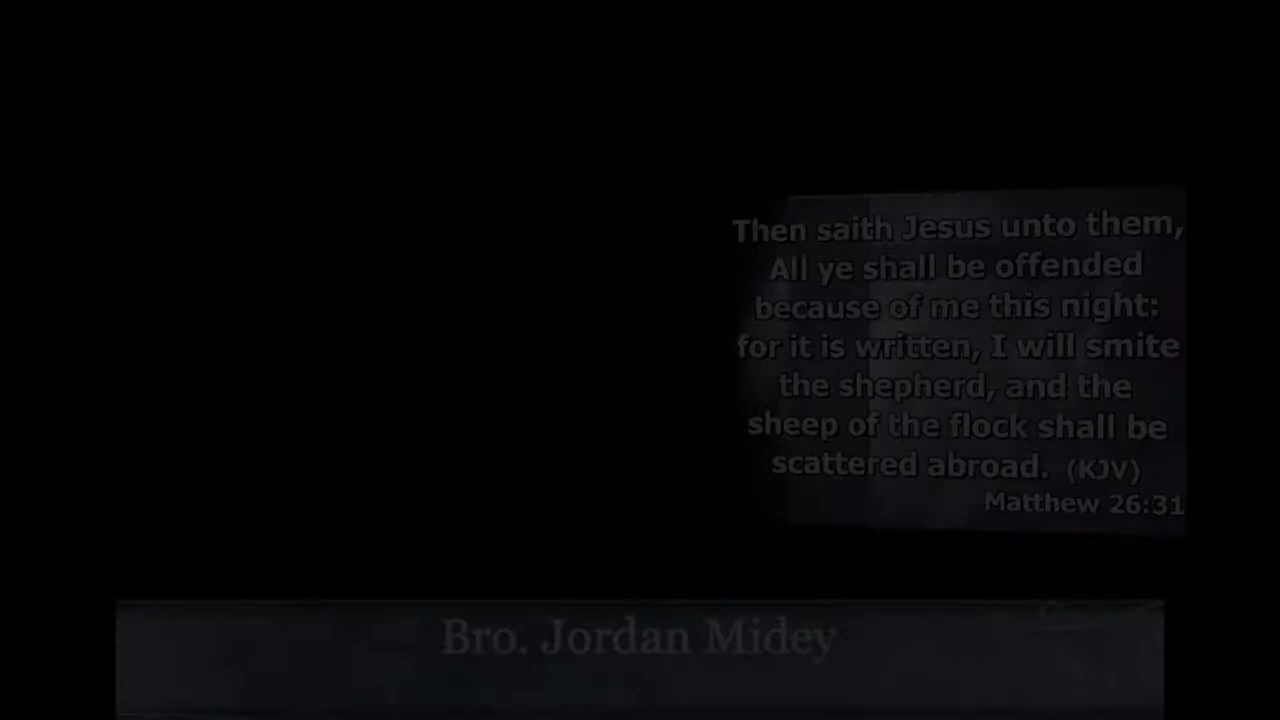 Then saith Jesus unto them,
All ye shall be offended
because of me this night:
for it is written, I will smite
the shepherd, and the
sheep of the flock shall be
scattered abroad. (KJV)
Matthew 26:31
Bro. Jordan Midey